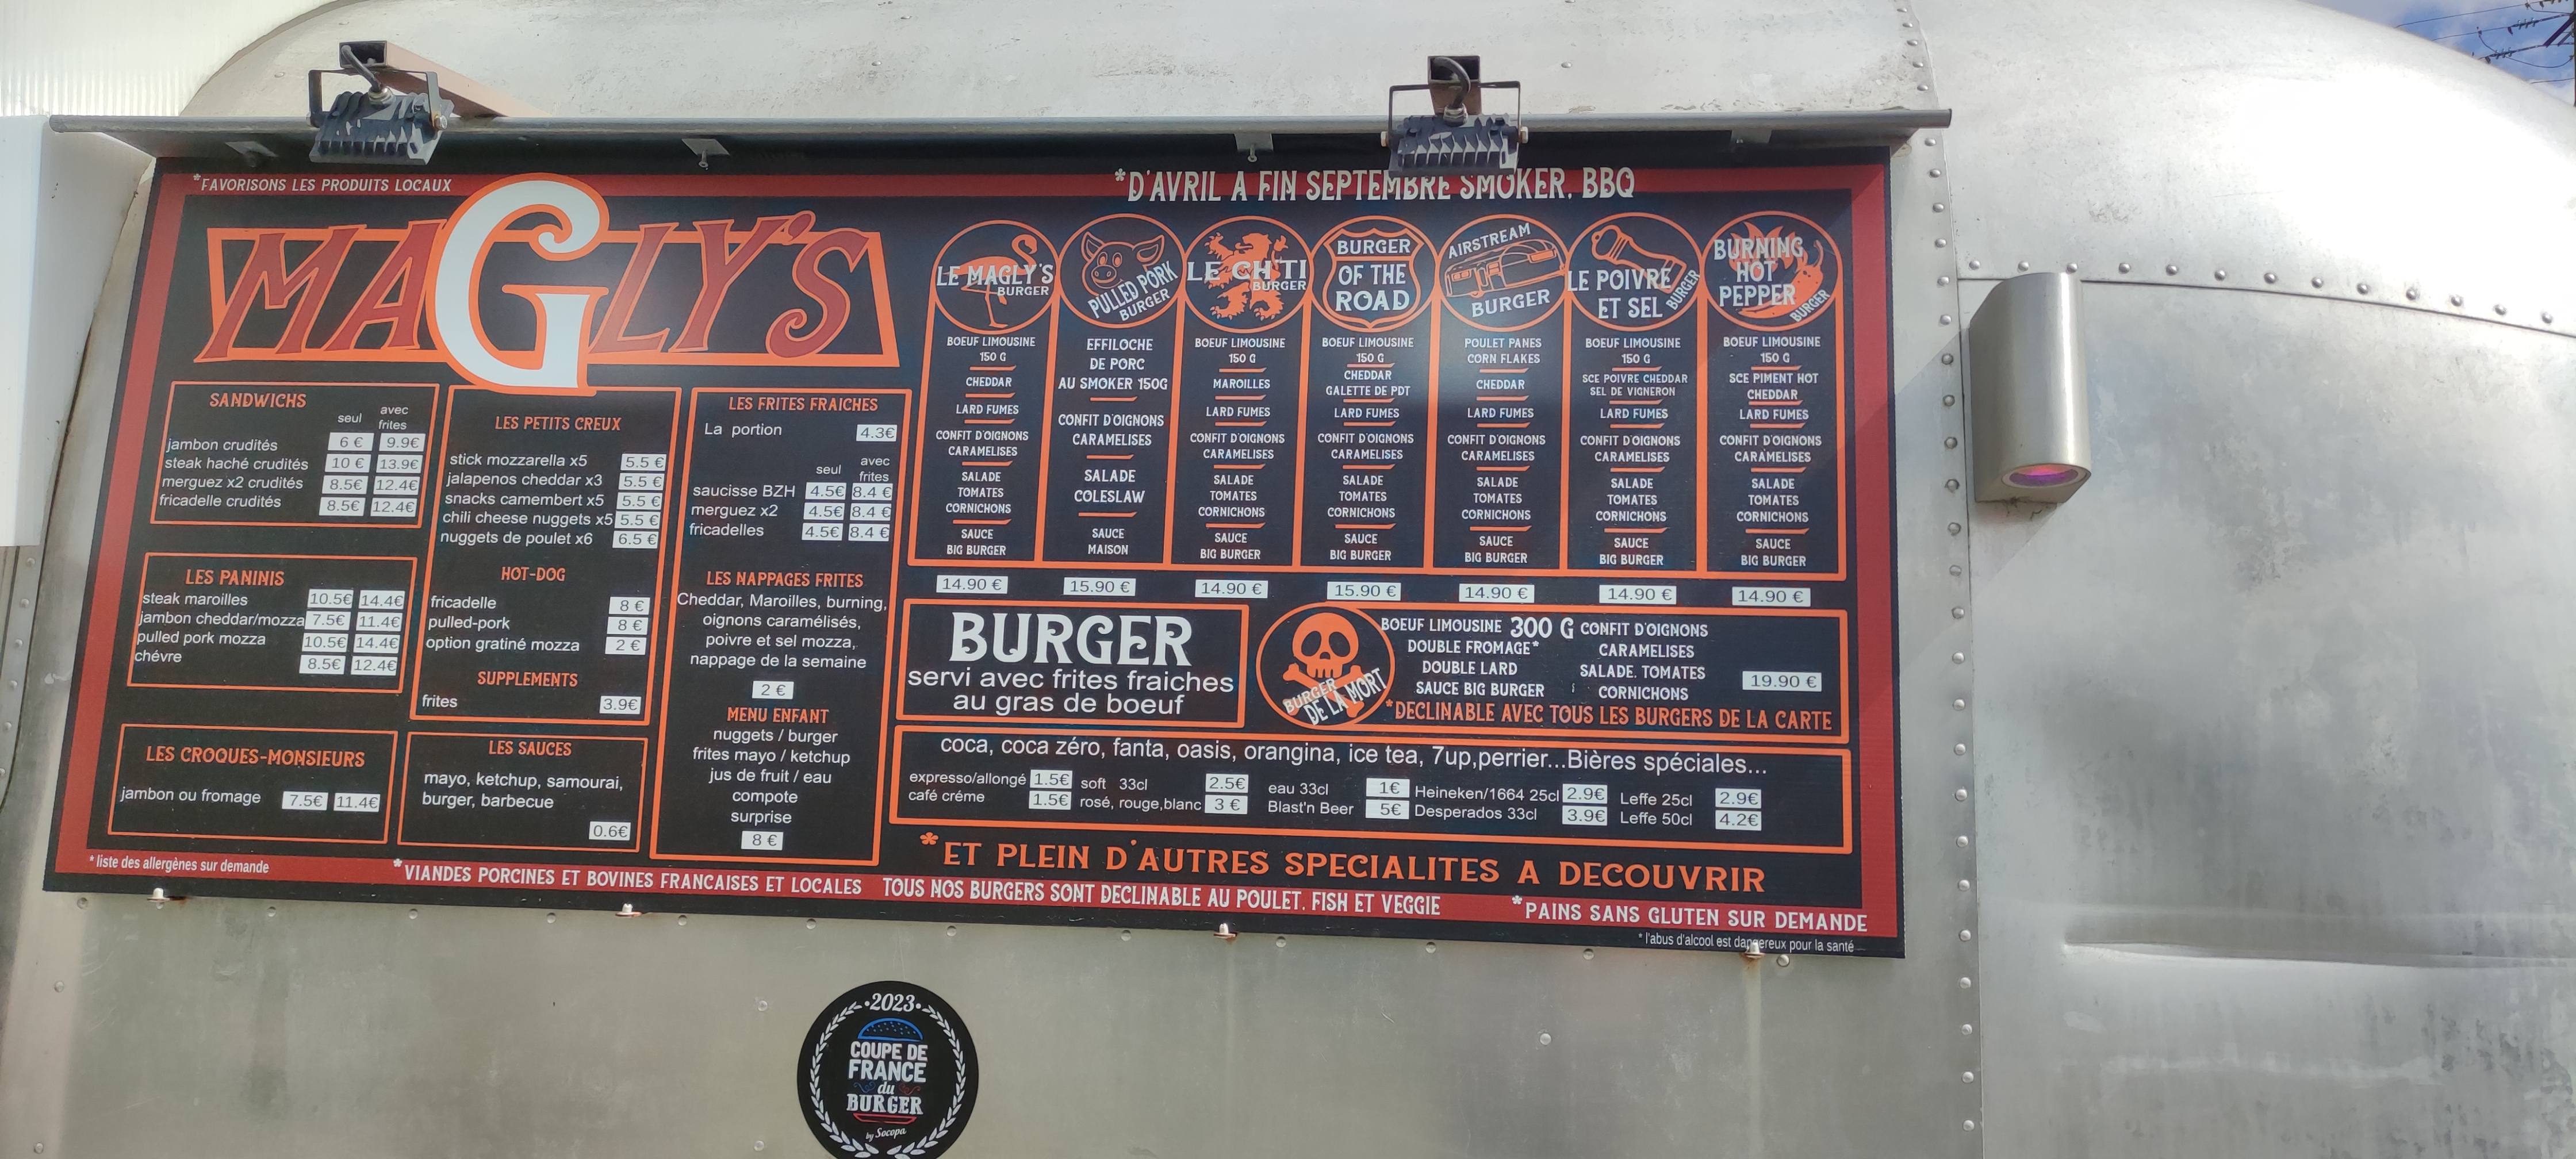 *FAVORISONS LES PRODUITS LOCAUX
*D'AVRIL A FIN SEPTEMBRE SMOKER. BBQ
MAGLY'S
SANDWICHS
seul avec frites
jambon crudités 6 € 9.9€
steak haché crudités 10 € 13.9€
merguez x2 crudités 8.5€ 12.4€
fricadelle crudités 8.5€ 12.4€
LES PANINIS
steak maroilles 10.5€ 14.4€
jambon cheddar/mozza 7.5€ 11.4€
pulled pork mozza 10.5€ 14.4€
chévre 8.5€ 12.4€
LES CROQUES-MONSIEURS
jambon ou fromage 7.5€ 11.4€
LES PETITS CREUX
stick mozzarella x5 5.5 €
jalapenos cheddar x3 5.5 €
snacks camembert x5 5.5 €
chili cheese nuggets x5 5.5 €
nuggets de poulet x6 6.5 €
HOT-DOG
fricadelle 8 €
pulled-pork 8 €
option gratiné mozza 2 €
SUPPLEMENTS
frites 3.9€
LES SAUCES
mayo, ketchup, samourai,
burger, barbecue
0.6€
LES FRITES FRAICHES
La portion 4.3€
seul avec frites
saucisse BZH 4.5€ 8.4 €
merguez x2 4.5€ 8.4 €
fricadelles 4.5€ 8.4 €
LES NAPPAGES FRITES
Cheddar, Maroilles, burning,
oignons caramélisés,
poivre et sel mozza,
nappage de la semaine
2 €
MENU ENFANT
nuggets / burger
frites mayo / ketchup
jus de fruit / eau
compote
surprise
8 €
LE MAGLY'S
BURGER
BOEUF LIMOUSINE
150 G
CHEDDAR
LARD FUMES
CONFIT D'OIGNONS
CARAMELISES
SALADE
TOMATES
CORNICHONS
SAUCE
BIG BURGER
14.90 €
PULLED PORK
BURGER
EFFILOCHE
DE PORC
AU SMOKER 150G
CONFIT D'OIGNONS
CARAMELISES
SALADE
COLESLAW
SAUCE
MAISON
15.90 €
LE CH'TI
BURGER
BOEUF LIMOUSINE
150 G
MAROILLES
LARD FUMES
CONFIT D'OIGNONS
CARAMELISES
SALADE
TOMATES
CORNICHONS
SAUCE
BIG BURGER
14.90 €
BURGER
OF THE
ROAD
BOEUF LIMOUSINE
150 G
CHEDDAR
GALETTE DE PDT
LARD FUMES
CONFIT D'OIGNONS
CARAMELISES
SALADE
TOMATES
CORNICHONS
SAUCE
BIG BURGER
15.90 €
AIRSTREAM
BURGER
POULET PANES
CORN FLAKES
CHEDDAR
LARD FUMES
CONFIT D'OIGNONS
CARAMELISES
SALADE
TOMATES
CORNICHONS
SAUCE
BIG BURGER
14.90 €
LE POIVRE
ET SEL
BURGER
BOEUF LIMOUSINE
150 G
SCE POIVRE CHEDDAR
SEL DE VIGNERON
LARD FUMES
CONFIT D'OIGNONS
CARAMELISES
SALADE
TOMATES
CORNICHONS
SAUCE
BIG BURGER
14.90 €
BURNING
HOT
PEPPER
BURGER
BOEUF LIMOUSINE
150 G
SCE PIMENT HOT
CHEDDAR
LARD FUMES
CONFIT D'OIGNONS
CARAMELISES
SALADE
TOMATES
CORNICHONS
SAUCE
BIG BURGER
14.90 €
BURGER
servi avec frites fraiches
au gras de boeuf
BURGER
DE LA MORT
BOEUF LIMOUSINE 300 G
DOUBLE FROMAGE*
DOUBLE LARD
SAUCE BIG BURGER
CONFIT D'OIGNONS
CARAMELISES
SALADE. TOMATES
CORNICHONS
19.90 €
*DECLINABLE AVEC TOUS LES BURGERS DE LA CARTE
coca, coca zéro, fanta, oasis, orangina, ice tea, 7up,perrier...Bières spéciales...
expresso/allongé 1.5€ soft 33cl 2.5€ eau 33cl 1€ Heineken/1664 25cl 2.9€ Leffe 25cl 2.9€
café créme 1.5€ rosé, rouge,blanc 3 € Blast'n Beer 5€ Desperados 33cl 3.9€ Leffe 50cl 4.2€
*ET PLEIN D'AUTRES SPECIALITES A DECOUVRIR
* liste des allergènes sur demande
*VIANDES PORCINES ET BOVINES FRANCAISES ET LOCALES TOUS NOS BURGERS SONT DECLINABLE AU POULET. FISH ET VEGGIE
*PAINS SANS GLUTEN SUR DEMANDE
* l'abus d'alcool est dangereux pour la santé
·2023·
COUPE DE
FRANCE
du
BURGER
by Socopa